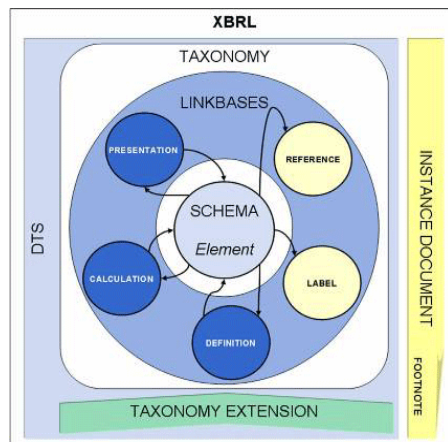 XBRL
TAXONOMY
LINKBASES
PRESENTATION
REFERENCE
SCHEMA
Element
CALCULATION
LABEL
DEFINITION
DTS
INSTANCE DOCUMENT
FOOTNOTE
TAXONOMY EXTENSION